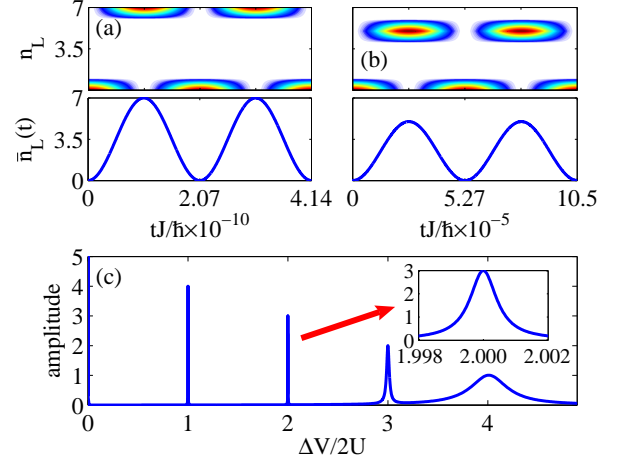 7
(a)
(b)
n_L
3.5
7
n̄_L(t)
3.5
0
0 2.07 4.14 0 5.27 10.5
tJ/ħ×10⁻¹⁰ tJ/ħ×10⁻⁵
5
(c)
4
3
2
1
0
amplitude
3
2
1
0
1.998 2.000 2.002
0 1 2 3 4
ΔV/2U